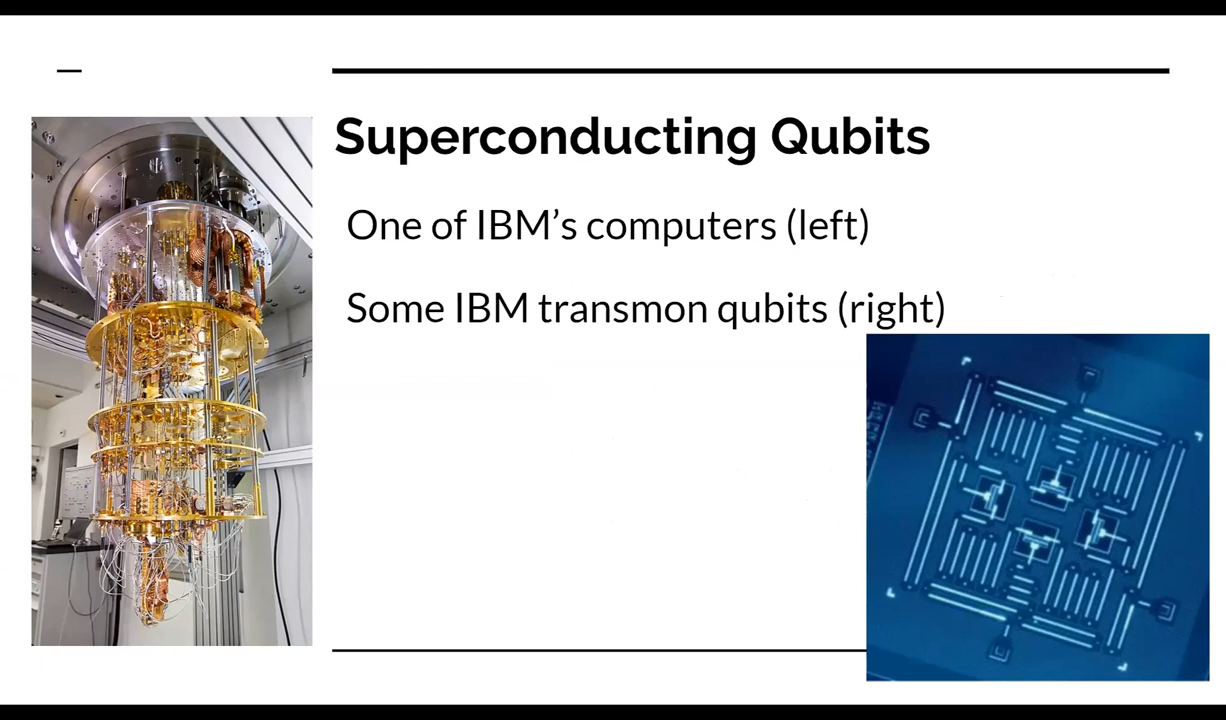 Superconducting Qubits
One of IBM’s computers (left)
Some IBM transmon qubits (right)